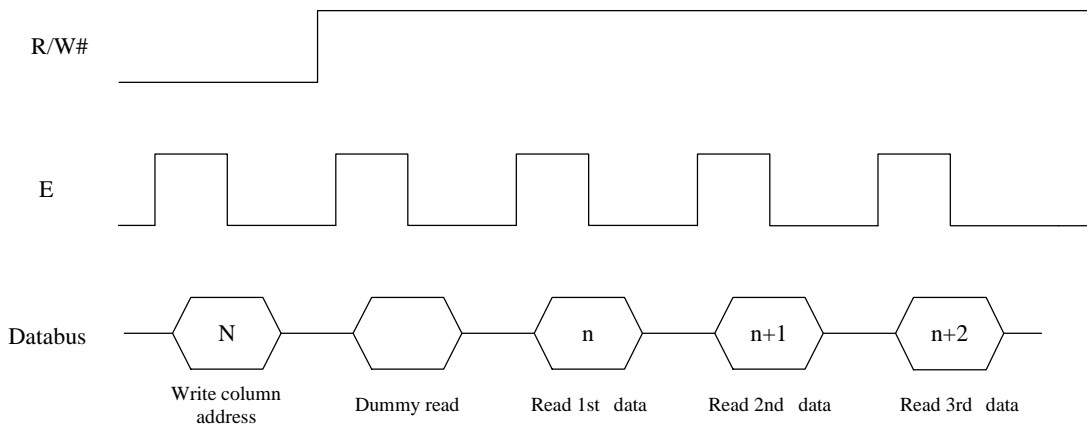 R/W#
E
Databus
N
n
n+1
n+2
Write column
address
Dummy read
Read 1st data
Read 2nd data
Read 3rd data